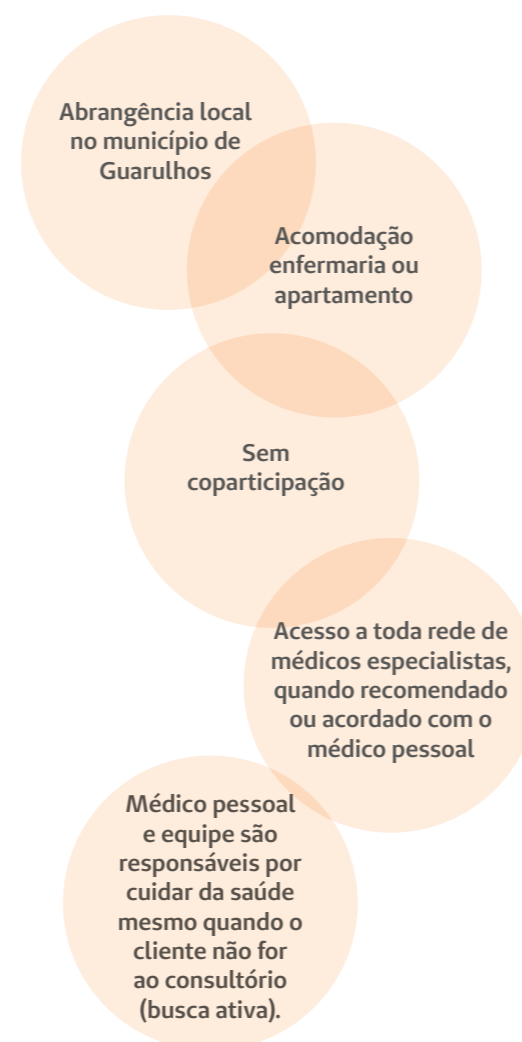 Abrangência local
no município de
Guarulhos
Acomodação
enfermaria ou
apartamento
Sem
coparticipação
Acesso a toda rede de
médicos especialistas,
quando recomendado
ou acordado com o
médico pessoal
Médico pessoal
e equipe são
responsáveis por
cuidar da saúde
mesmo quando o
cliente não for
ao consultório
(busca ativa).